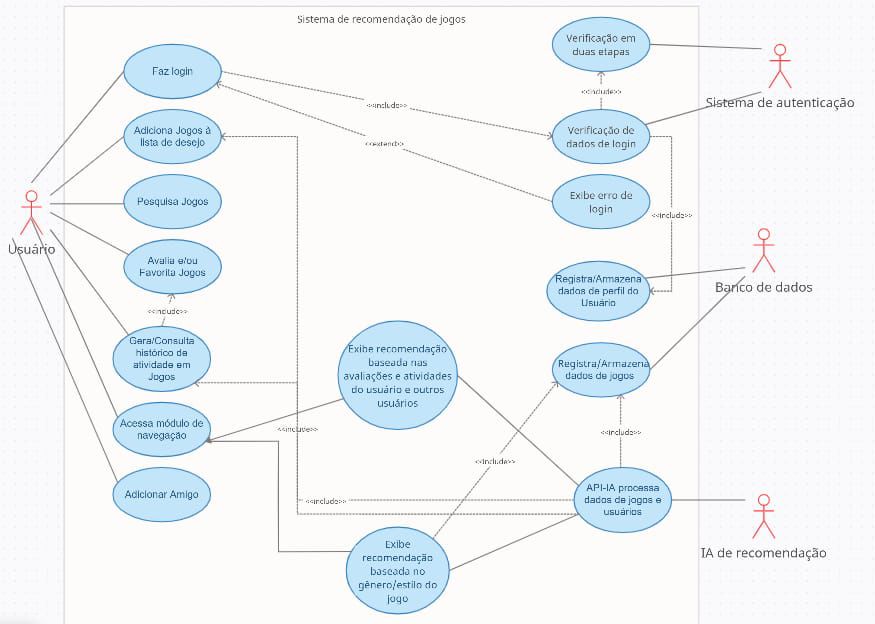 Sistema de recomendação de jogos
Faz login
Adiciona Jogos à
lista de desejo
Pesquisa Jogos
Avalia e/ou
Favorita Jogos
<<include>>
Gera/Consulta
histórico de
atividade em
Jogos
Acessa módulo de
navegação
Adicionar Amigo
Usuário
<<include>>
<<extend>>
Verificação em
duas etapas
<<include>>
Verificação de
dados de login
Exibe erro de
login
<<include>>
Registra/Armazena
dados de perfil do
Usuário
Registra/Armazena
dados de jogos
<<include>>
Exibe recomendação
baseada nas
avaliações e atividades
do usuário e outros
usuários
<<include>>
<<include>>
<<include>>
API-IA processa
dados de jogos e
usuários
Exibe
recomendação
baseada no
gênero/estilo do
jogo
Sistema de autenticação
Banco de dados
IA de recomendação